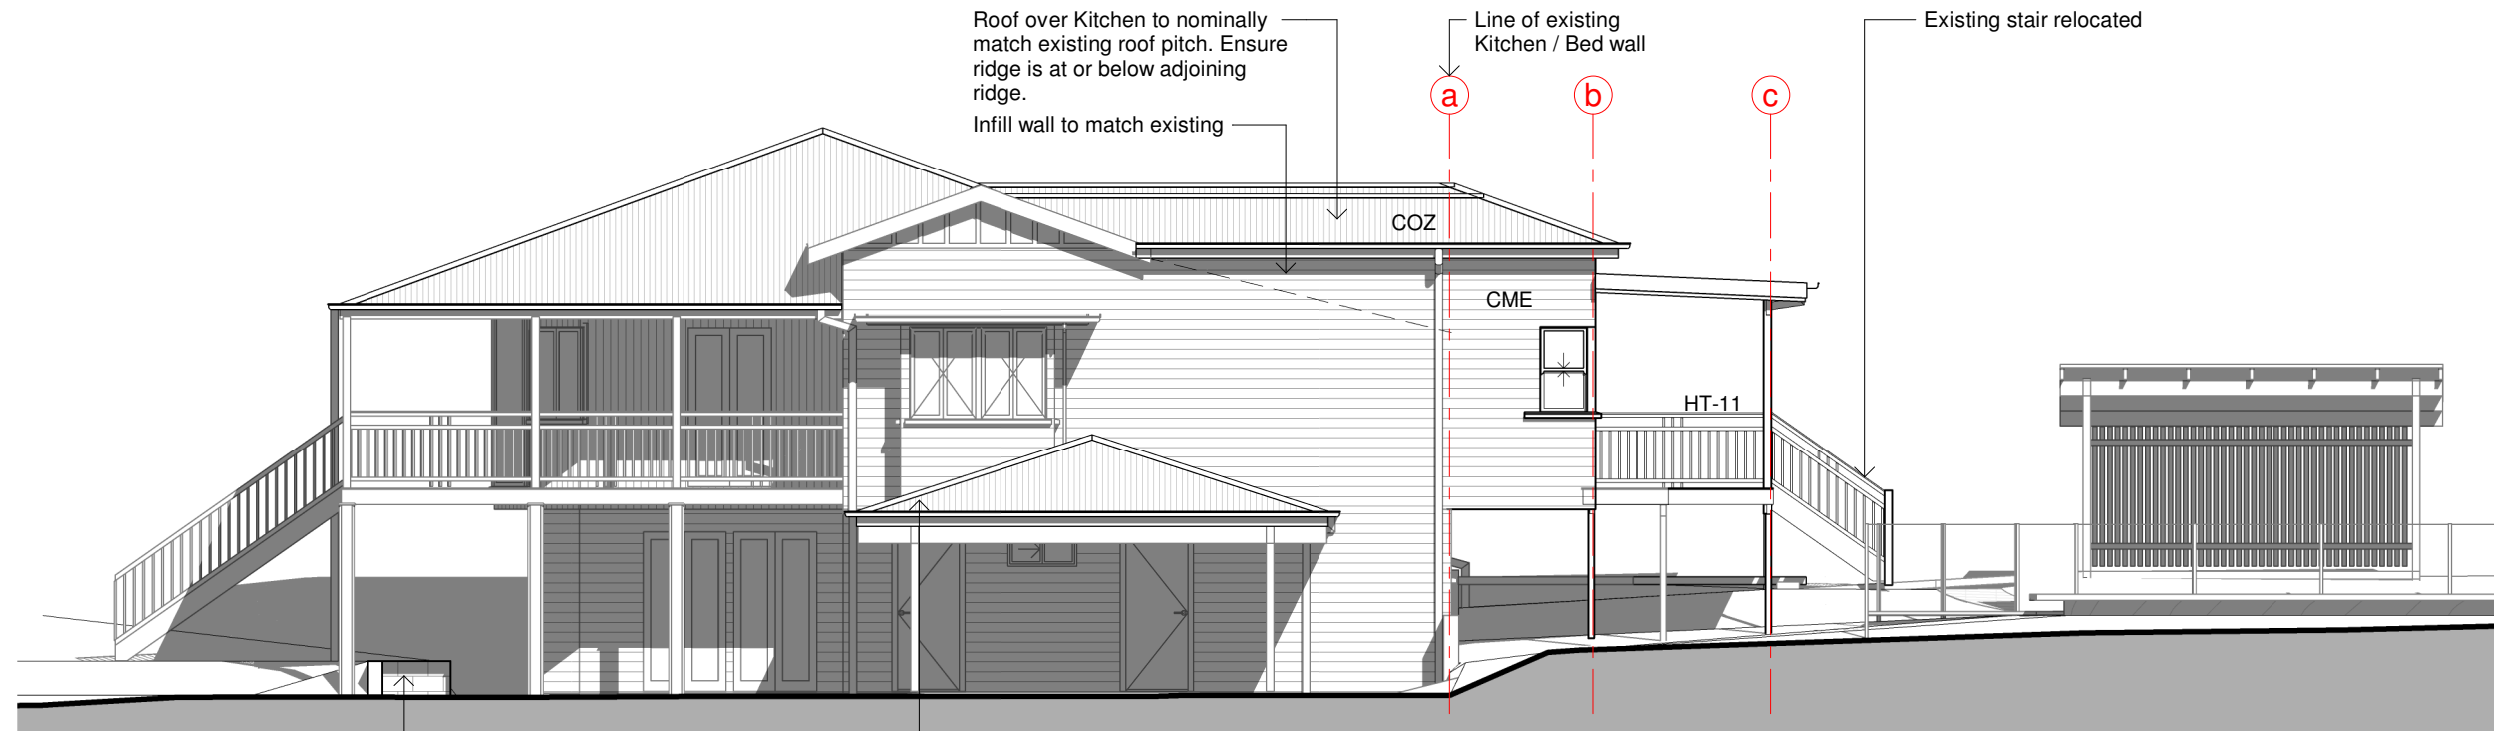 Roof over Kitchen to nominally
match existing roof pitch. Ensure
ridge is at or below adjoining
ridge.
Infill wall to match existing
Line of existing
Kitchen / Bed wall
Existing stair relocated
a
b
c
COZ
CME
HT-11